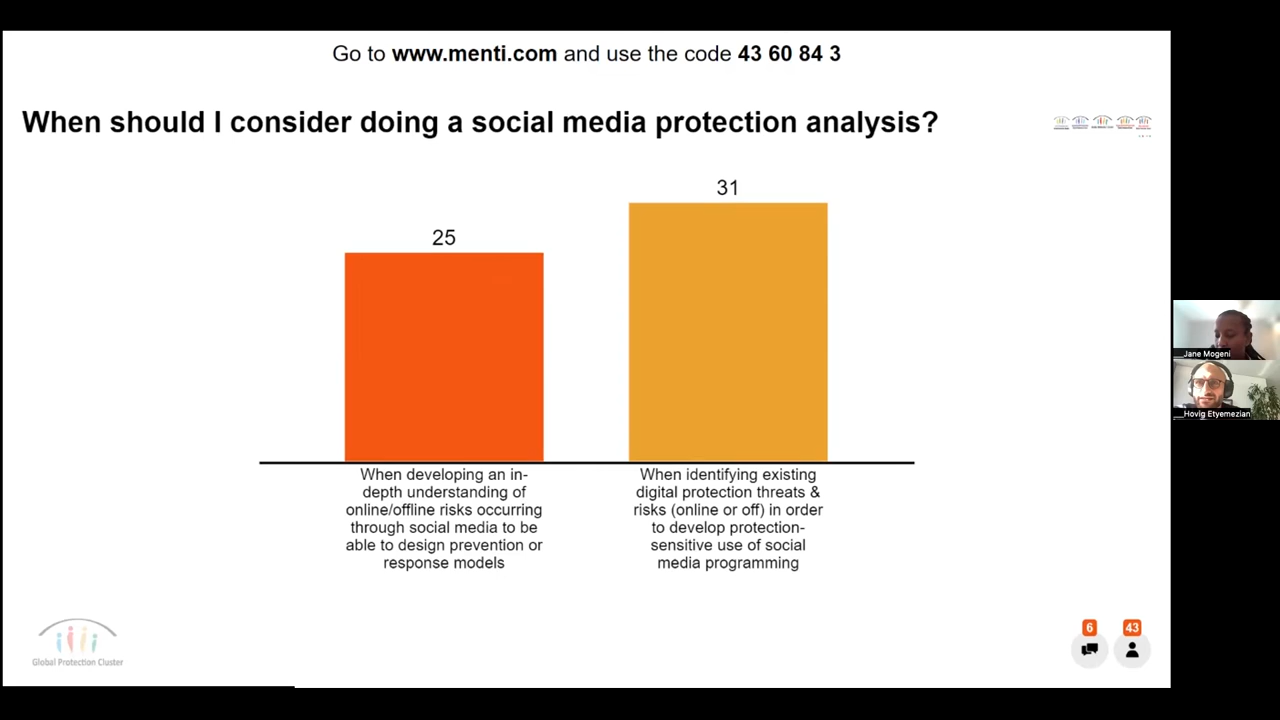 Go to www.menti.com and use the code 43 60 84 3
When should I consider doing a social media protection analysis?
25
31
When developing an in-
depth understanding of
online/offline risks occurring
through social media to be
able to design prevention or
response models
When identifying existing
digital protection threats &
risks (online or off) in order
to develop protection-
sensitive use of social
media programming
Jane Mogeni
Hovig Etyemezian
Global Protection Cluster
6
43